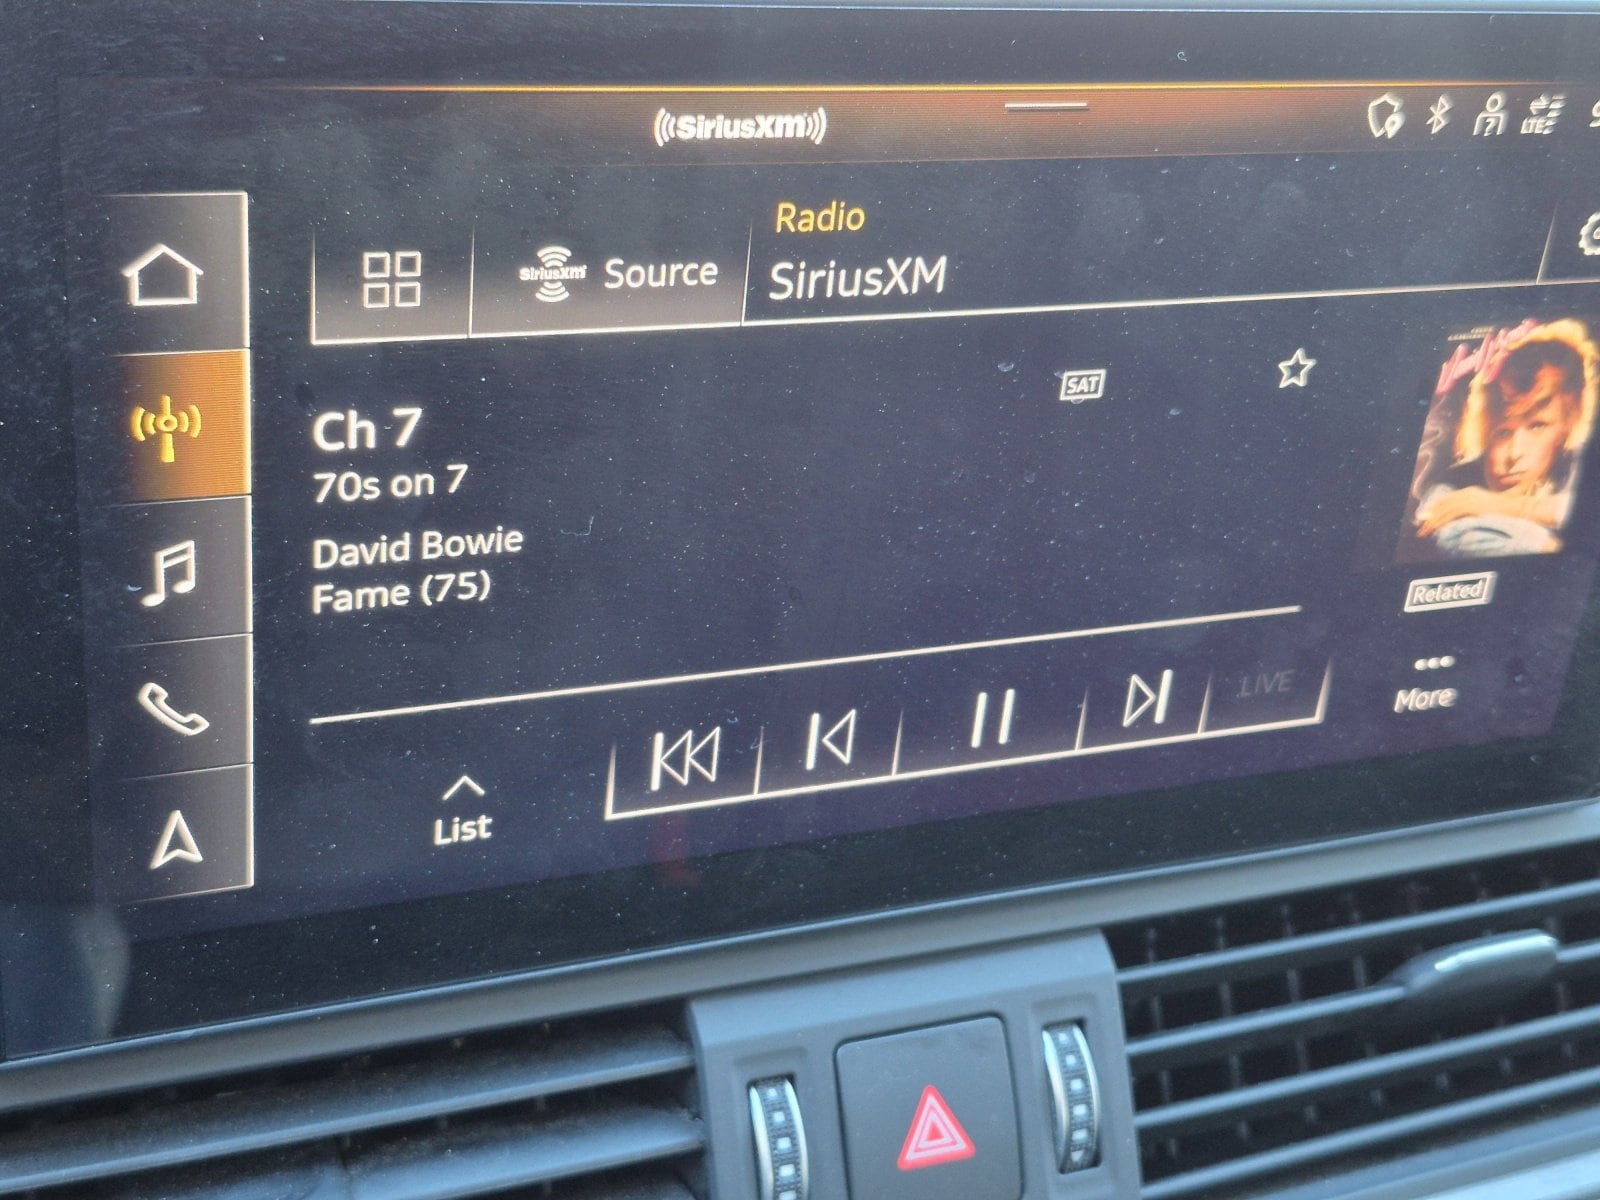 SiriusXM
LTE
Radio
SiriusXM Source
SiriusXM
SAT
Ch 7
70s on 7
David Bowie
Fame (75)
Related
LIVE
More
List